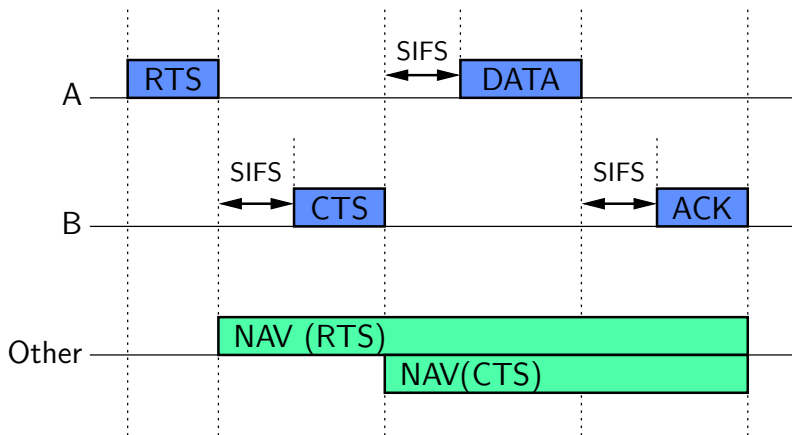 SIFS
A RTS DATA
SIFS SIFS
B CTS ACK
Other NAV (RTS)
NAV(CTS)